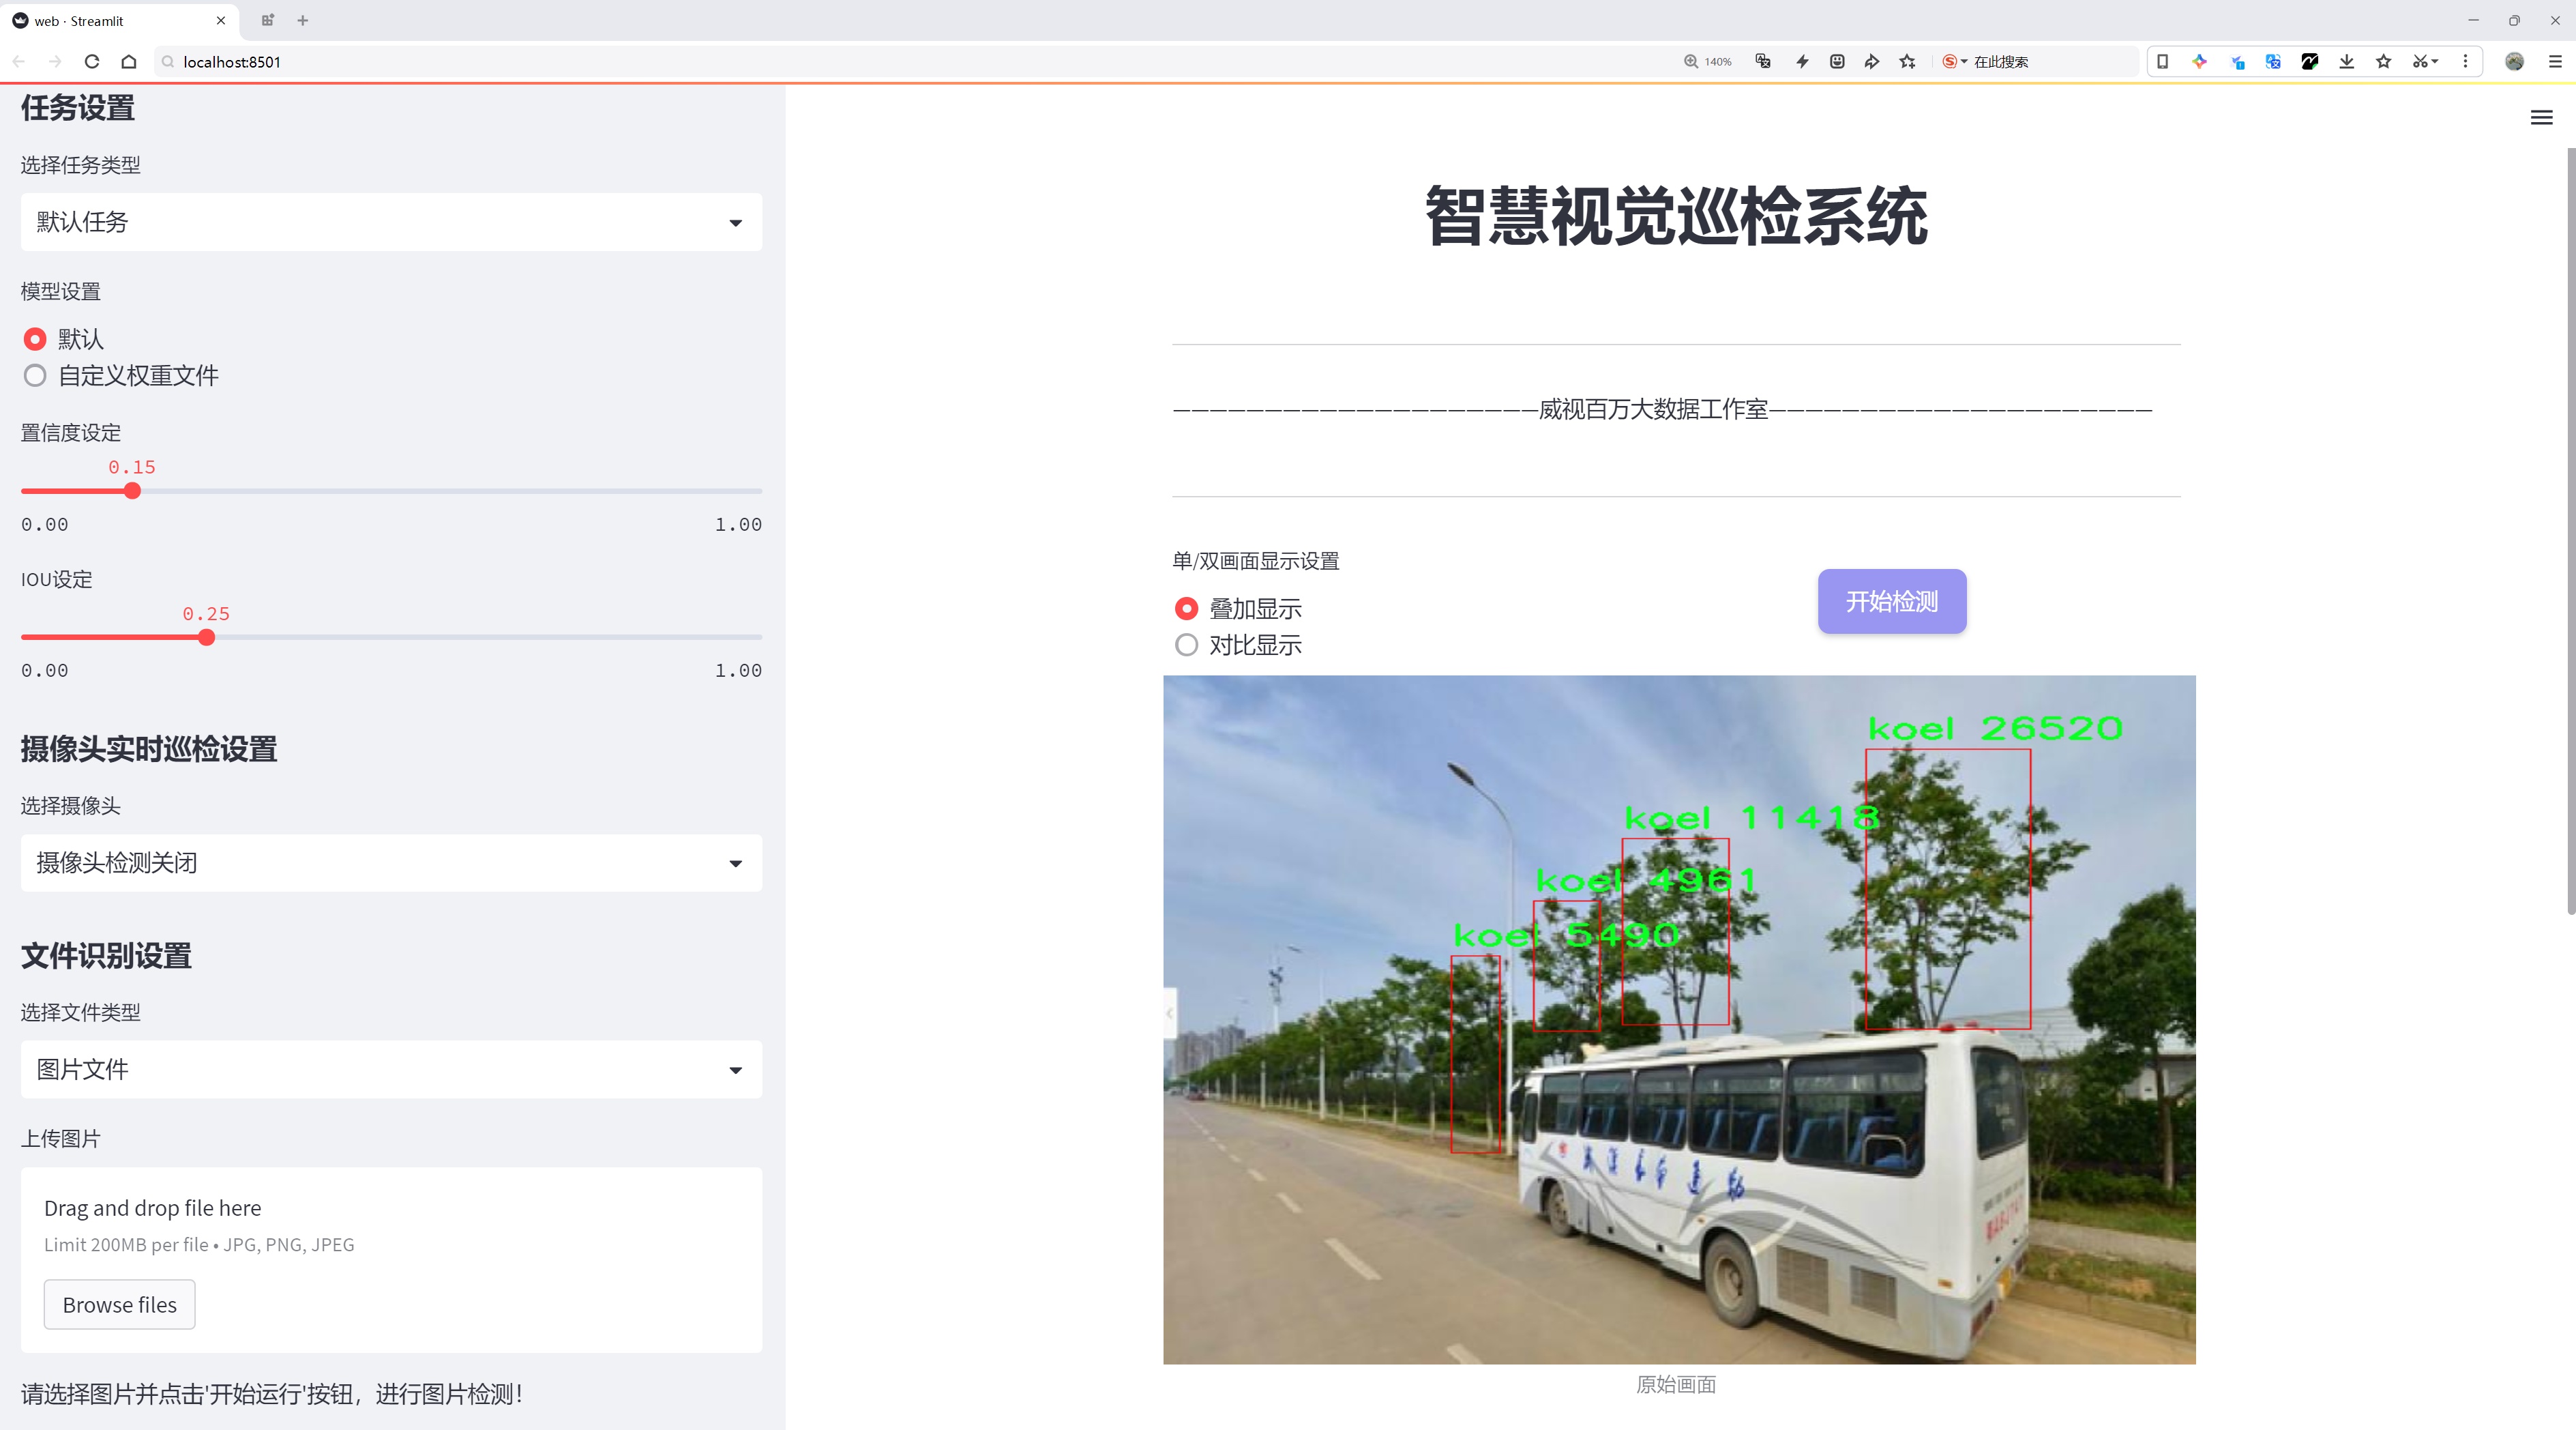 web · Streamlit
localhost:8501
140%
在此搜索
任务设置
选择任务类型
默认任务
模型设置
默认
自定义权重文件
置信度设定
0.15
0.00 1.00
IOU设定
0.25
0.00 1.00
摄像头实时巡检设置
选择摄像头
摄像头检测关闭
文件识别设置
选择文件类型
图片文件
上传图片
Drag and drop file here
Limit 200MB per file • JPG, PNG, JPEG
Browse files
请选择图片并点击'开始运行'按钮，进行图片检测！
智慧视觉巡检系统
————————————————————威视百万大数据工作室—————————————————————
单/双画面显示设置
叠加显示
对比显示
开始检测
koel 26520
koel 11418
koel 4961
koel 5490
原始画面